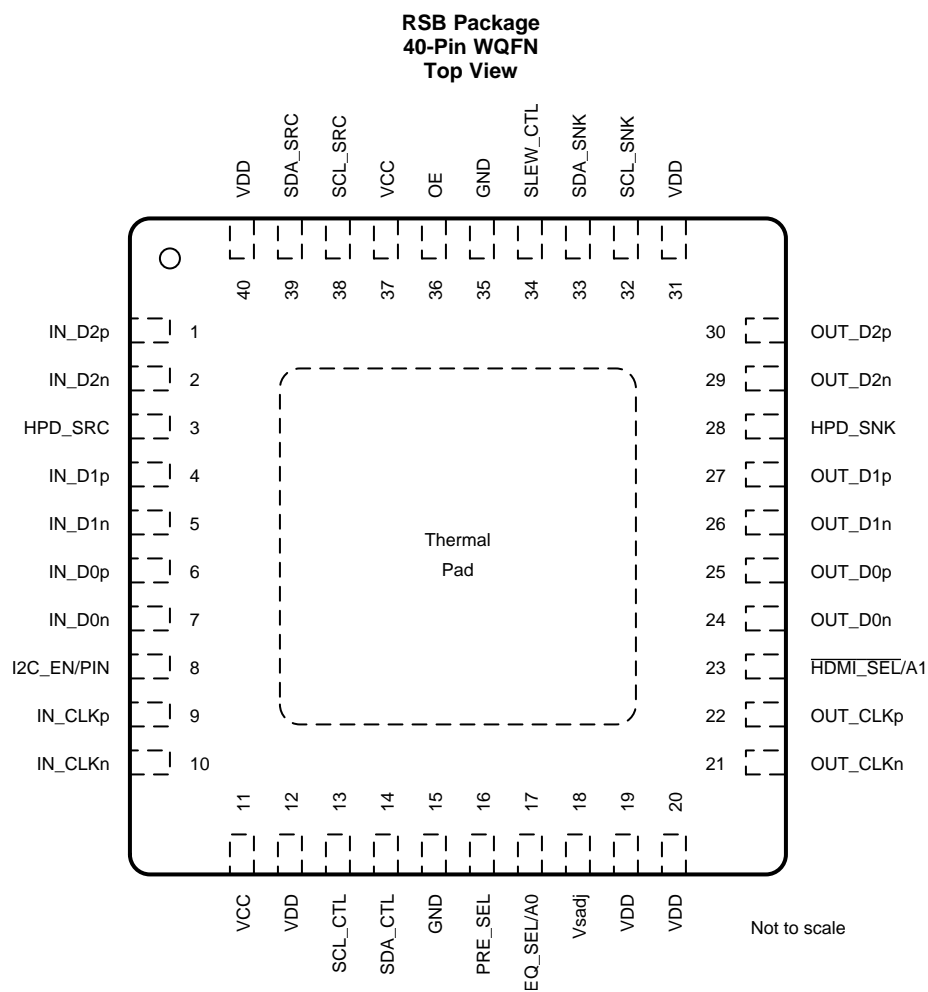 RSB Package
40-Pin WQFN
Top View
VDD
SDA_SRC
SCL_SRC
VCC
OE
GND
SLEW_CTL
SDA_SNK
SCL_SNK
VDD
40
39
38
37
36
35
34
33
32
31
IN_D2p 1
IN_D2n 2
HPD_SRC 3
IN_D1p 4
IN_D1n 5
IN_D0p 6
IN_D0n 7
I2C_EN/PIN 8
IN_CLKp 9
IN_CLKn 10
Thermal
Pad
30 OUT_D2p
29 OUT_D2n
28 HPD_SNK
27 OUT_D1p
26 OUT_D1n
25 OUT_D0p
24 OUT_D0n
23 HDMI_SEL/A1
22 OUT_CLKp
21 OUT_CLKn
11
12
13
14
15
16
17
18
19
20
VCC
VDD
SCL_CTL
SDA_CTL
GND
PRE_SEL
EQ_SEL/A0
Vsadj
VDD
VDD
Not to scale